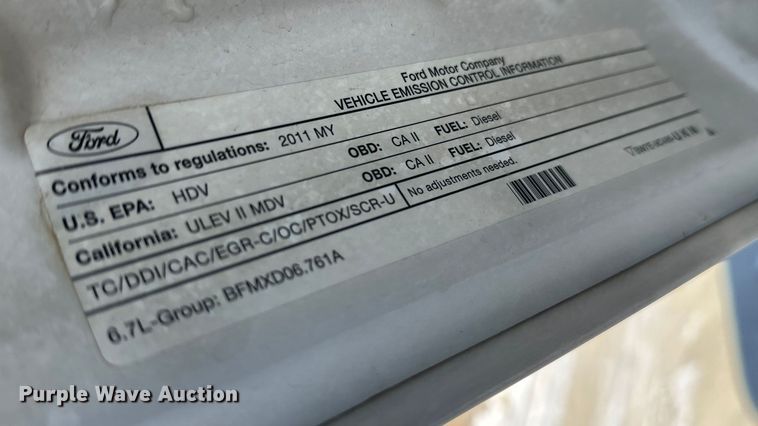 Ford
Ford Motor Company
VEHICLE EMISSION CONTROL INFORMATION
Conforms to regulations: 2011 MY
U.S. EPA: HDV OBD: CA II FUEL: Diesel
California: ULEV II MDV OBD: CA II FUEL: Diesel
TC/DDI/CAC/EGR-C/OC/PTOX/SCR-U No adjustments needed.
6.7L-Group: BFMXD06.761A
Purple Wave Auction